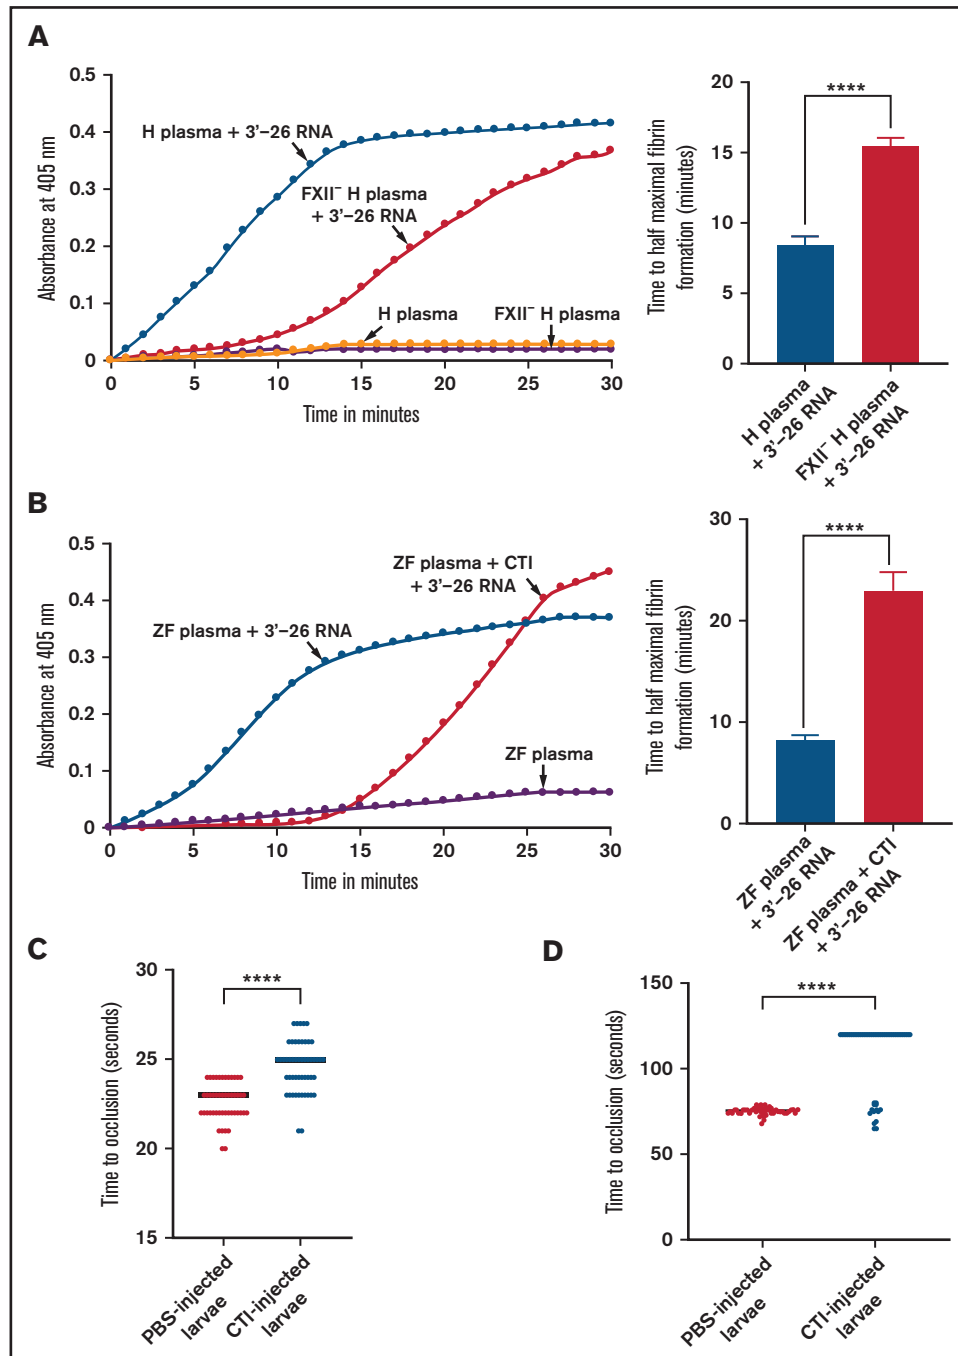 A
0.5
0.4
0.3
0.2
0.1
0
Absorbance at 405 nm
H plasma + 3'–26 RNA
FXII⁻ H plasma
+ 3'–26 RNA
H plasma
FXII⁻ H plasma
0
5
10
15
20
25
30
Time in minutes
20
15
10
5
0
Time to half maximal fibrin
formation (minutes)
****
H plasma
+ 3'–26 RNA
FXII⁻ H plasma
+ 3'–26 RNA
B
0.5
0.4
0.3
0.2
0.1
0
Absorbance at 405 nm
ZF plasma + CTI
+ 3'–26 RNA
ZF plasma + 3'–26 RNA
ZF plasma
0
5
10
15
20
25
30
Time in minutes
30
20
10
0
Time to half maximal fibrin
formation (minutes)
****
ZF plasma
+ 3'–26 RNA
ZF plasma + CTI
+ 3'–26 RNA
C
30
25
20
15
Time to occlusion (seconds)
****
PBS-injected
larvae
CTI-injected
larvae
D
150
100
50
0
Time to occlusion (seconds)
****
PBS-injected
larvae
CTI-injected
larvae